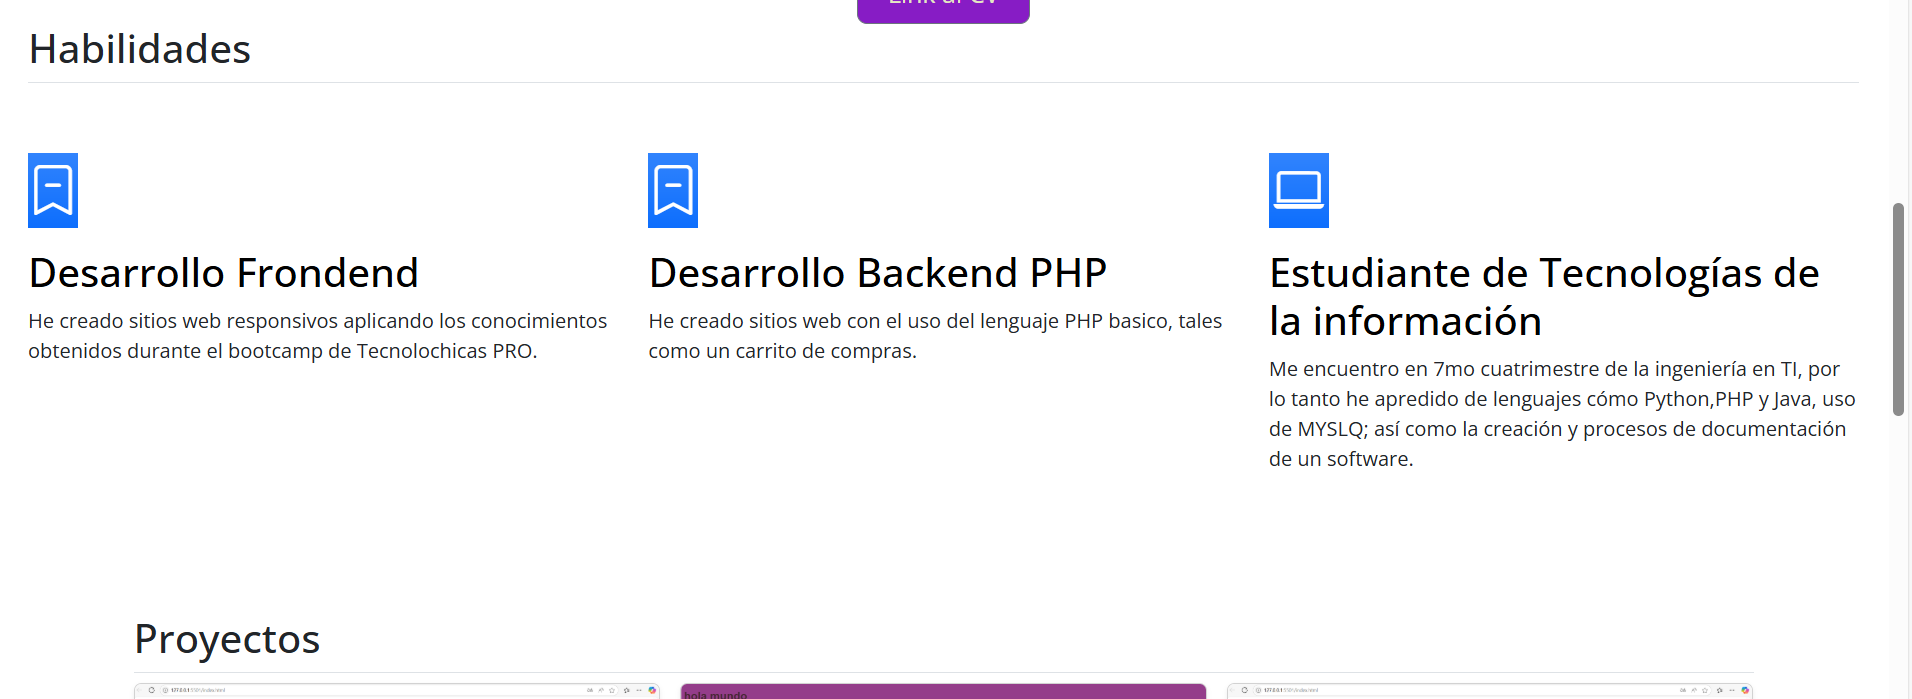 Link al CV
Habilidades
Desarrollo Frondend
He creado sitios web responsivos aplicando los conocimientos
obtenidos durante el bootcamp de Tecnolochicas PRO.
Desarrollo Backend PHP
He creado sitios web con el uso del lenguaje PHP basico, tales
como un carrito de compras.
Estudiante de Tecnologías de
la información
Me encuentro en 7mo cuatrimestre de la ingeniería en TI, por
lo tanto he apredido de lenguajes cómo Python,PHP y Java, uso
de MYSLQ; así como la creación y procesos de documentación
de un software.
Proyectos
hola mundo